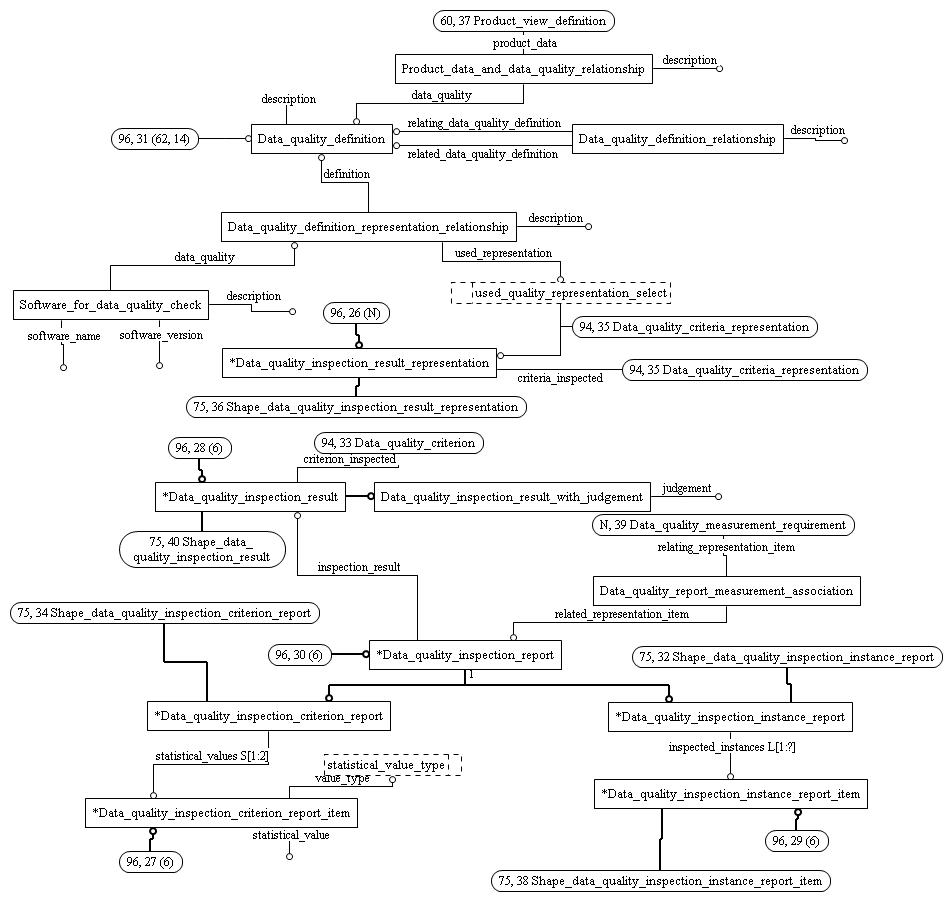 60, 37 Product_view_definition
product_data
Product_data_and_data_quality_relationship
description
data_quality
description
96, 31 (62, 14)
Data_quality_definition
relating_data_quality_definition
related_data_quality_definition
Data_quality_definition_relationship
description
definition
Data_quality_definition_representation_relationship
description
data_quality
used_representation
Software_for_data_quality_check
description
used_quality_representation_select
software_name
software_version
96, 26 (N)
94, 35 Data_quality_criteria_representation
*Data_quality_inspection_result_representation
criteria_inspected
94, 35 Data_quality_criteria_representation
75, 36 Shape_data_quality_inspection_result_representation
96, 28 (6)
94, 33 Data_quality_criterion
criterion_inspected
*Data_quality_inspection_result
Data_quality_inspection_result_with_judgement
judgement
75, 40 Shape_data_
quality_inspection_result
N, 39 Data_quality_measurement_requirement
relating_representation_item
inspection_result
Data_quality_report_measurement_association
related_representation_item
75, 34 Shape_data_quality_inspection_criterion_report
96, 30 (6)
*Data_quality_inspection_report
1
75, 32 Shape_data_quality_inspection_instance_report
*Data_quality_inspection_criterion_report
*Data_quality_inspection_instance_report
statistical_values S[1:2]
statistical_value_type
value_type
inspected_instances L[1:?]
*Data_quality_inspection_criterion_report_item
*Data_quality_inspection_instance_report_item
statistical_value
96, 27 (6)
96, 29 (6)
75, 38 Shape_data_quality_inspection_instance_report_item